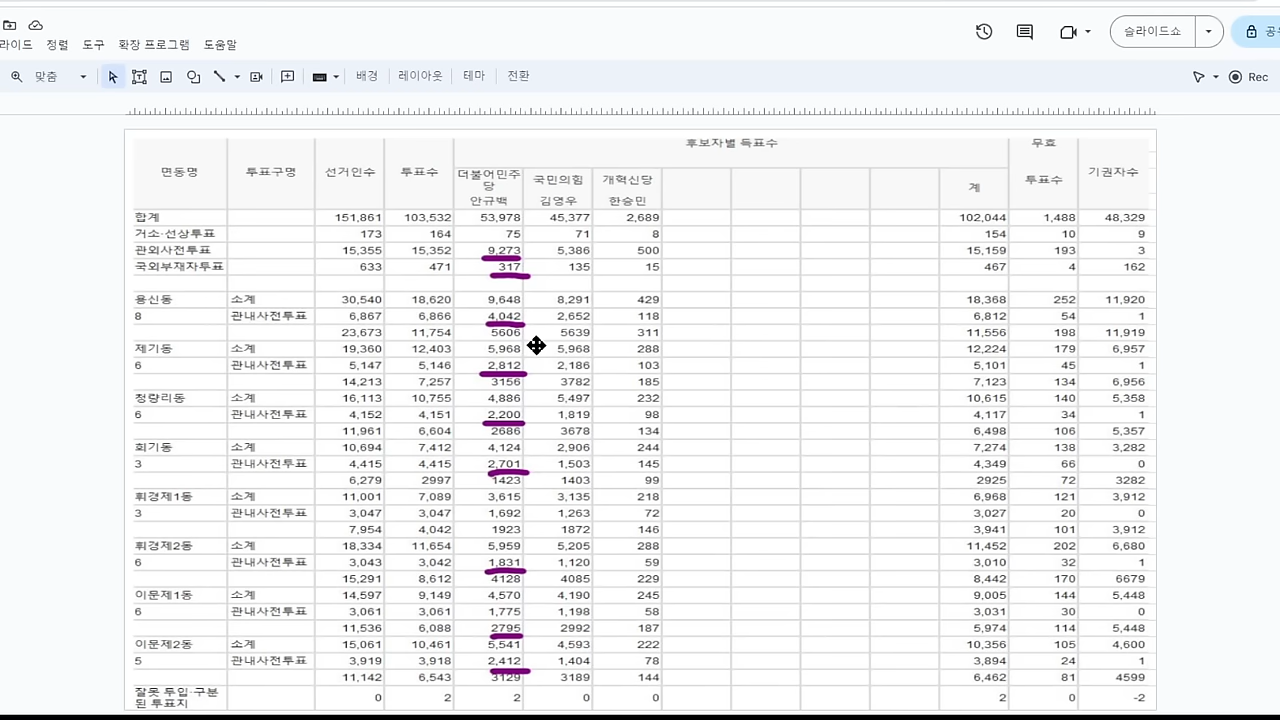 라이드 정렬 도구 확장 프로그램 도움말
슬라이드쇼
맞춤 배경 레이아웃 테마 전환 Rec
면동명 투표구명 선거인수 투표수 후보자별 득표수 무효 투표수 기권자수
더불어민주당 안규백 국민의힘 김영우 개혁신당 한승민 계
합계 151,861 103,532 53,978 45,377 2,689 102,044 1,488 48,329
거소·선상투표 173 164 75 71 8 154 10 9
관외사전투표 15,355 15,352 9,273 5,386 500 15,159 193 3
국외부재자투표 633 471 317 135 15 467 4 162
용신동 소계 30,540 18,620 9,648 8,291 429 18,368 252 11,920
8 관내사전투표 6,867 6,866 4,042 2,652 118 6,812 54 1
23,673 11,754 5606 5639 311 11,556 198 11,919
제기동 소계 19,360 12,403 5,968 5,968 288 12,224 179 6,957
6 관내사전투표 5,147 5,146 2,812 2,186 103 5,101 45 1
14,213 7,257 3156 3782 185 7,123 134 6,956
청량리동 소계 16,113 10,755 4,886 5,497 232 10,615 140 5,358
6 관내사전투표 4,152 4,151 2,200 1,819 98 4,117 34 1
11,961 6,604 2686 3678 134 6,498 106 5,357
회기동 소계 10,694 7,412 4,124 2,906 244 7,274 138 3,282
3 관내사전투표 4,415 4,415 2,701 1,503 145 4,349 66 0
6,279 2997 1423 1403 99 2925 72 3282
휘경제1동 소계 11,001 7,089 3,615 3,135 218 6,968 121 3,912
3 관내사전투표 3,047 3,047 1,692 1,263 72 3,027 20 0
7,954 4,042 1923 1872 146 3,941 101 3,912
휘경제2동 소계 18,334 11,654 5,959 5,205 288 11,452 202 6,680
6 관내사전투표 3,043 3,042 1,831 1,120 59 3,010 32 1
15,291 8,612 4128 4085 229 8,442 170 6679
이문제1동 소계 14,597 9,149 4,570 4,190 245 9,005 144 5,448
6 관내사전투표 3,061 3,061 1,775 1,198 58 3,031 30 0
11,536 6,088 2795 2992 187 5,974 114 5,448
이문제2동 소계 15,061 10,461 5,541 4,593 222 10,356 105 4,600
5 관내사전투표 3,919 3,918 2,412 1,404 78 3,894 24 1
11,142 6,543 3129 3189 144 6,462 81 4599
잘못 투입·구분된 투표지 0 2 2 0 0 2 0 -2